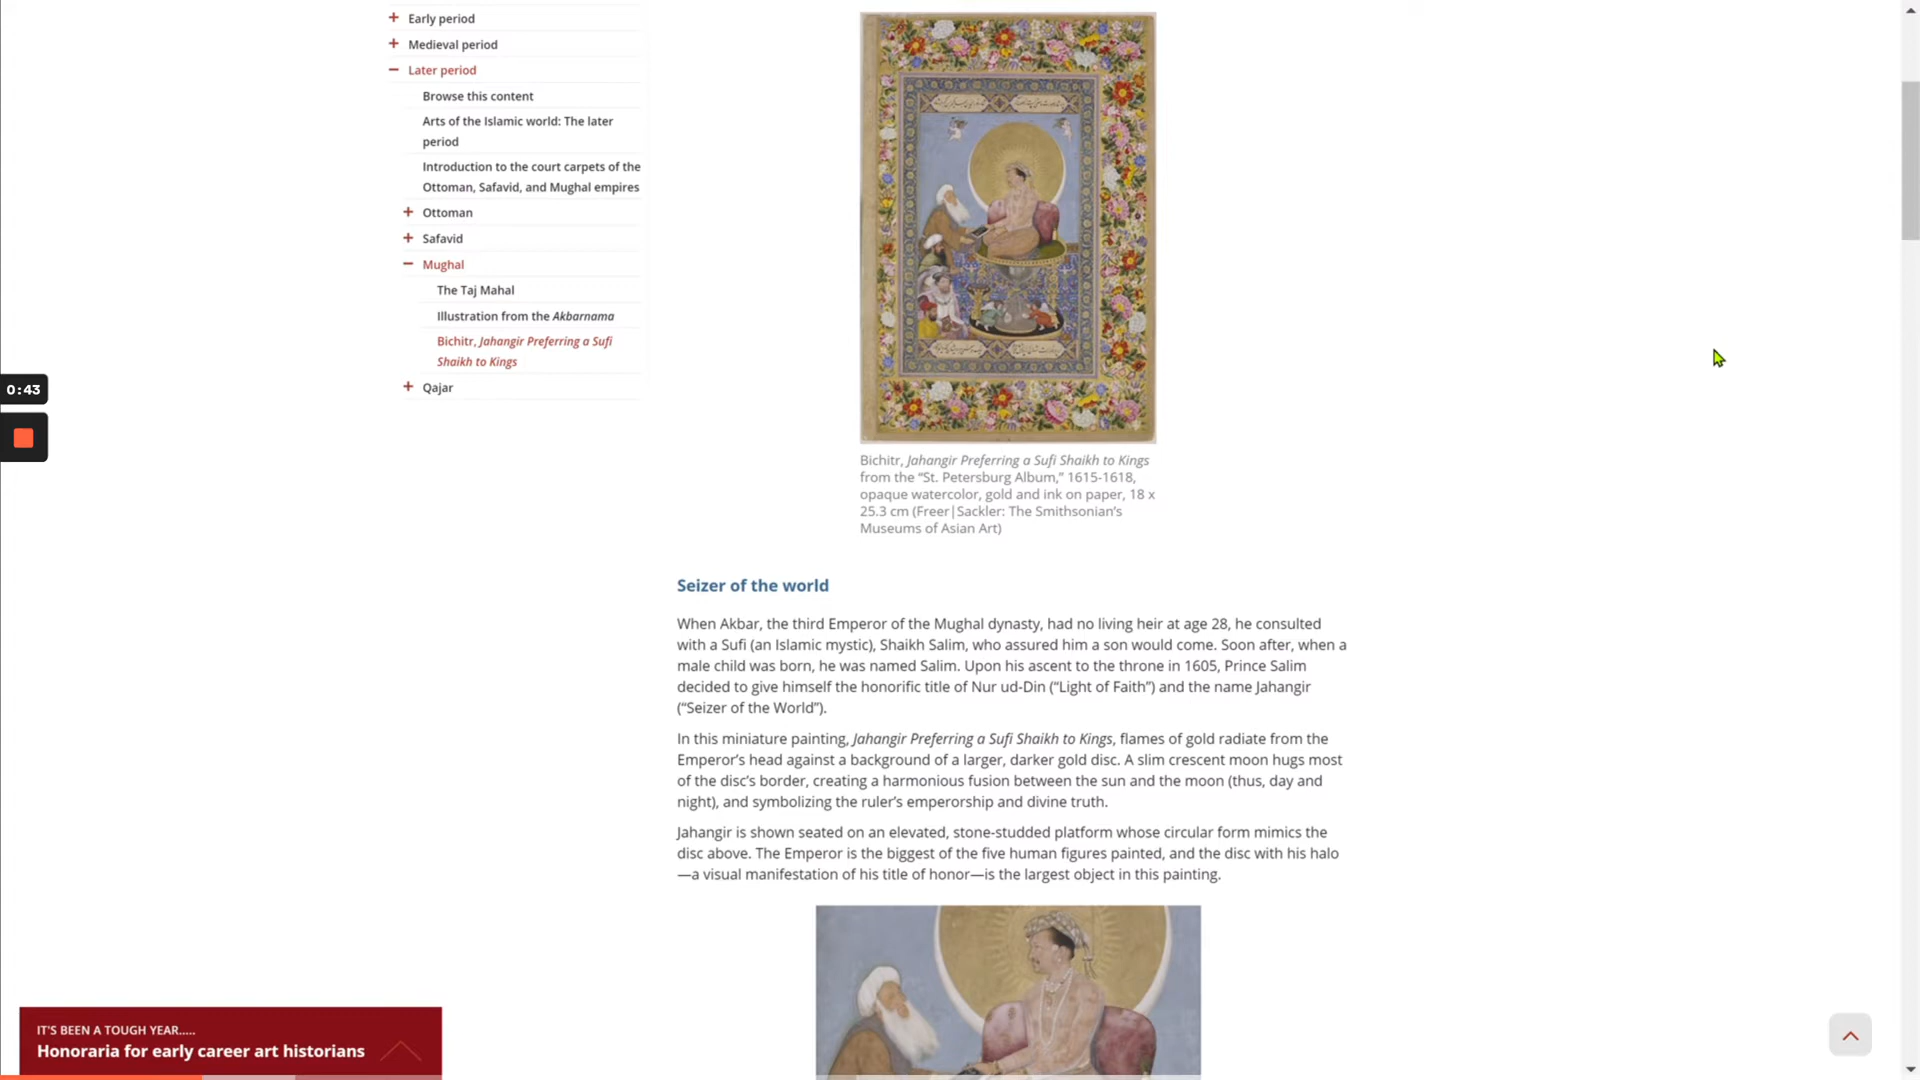 Early period
Medieval period
Later period
Browse this content
Arts of the Islamic world: The later
period
Introduction to the court carpets of the
Ottoman, Safavid, and Mughal empires
Ottoman
Safavid
Mughal
The Taj Mahal
Illustration from the Akbarnama
Bichitr, Jahangir Preferring a Sufi
Shaikh to Kings
Qajar
0:43
Bichitr, Jahangir Preferring a Sufi Shaikh to Kings
from the “St. Petersburg Album,” 1615-1618,
opaque watercolor, gold and ink on paper, 18 x
25.3 cm (Freer|Sackler: The Smithsonian’s
Museums of Asian Art)
Seizer of the world
When Akbar, the third Emperor of the Mughal dynasty, had no living heir at age 28, he consulted
with a Sufi (an Islamic mystic), Shaikh Salim, who assured him a son would come. Soon after, when a
male child was born, he was named Salim. Upon his ascent to the throne in 1605, Prince Salim
decided to give himself the honorific title of Nur ud-Din (“Light of Faith”) and the name Jahangir
(“Seizer of the World”).
In this miniature painting, Jahangir Preferring a Sufi Shaikh to Kings, flames of gold radiate from the
Emperor’s head against a background of a larger, darker gold disc. A slim crescent moon hugs most
of the disc’s border, creating a harmonious fusion between the sun and the moon (thus, day and
night), and symbolizing the ruler’s emperorship and divine truth.
Jahangir is shown seated on an elevated, stone-studded platform whose circular form mimics the
disc above. The Emperor is the biggest of the five human figures painted, and the disc with his halo
—a visual manifestation of his title of honor—is the largest object in this painting.
IT'S BEEN A TOUGH YEAR.....
Honoraria for early career art historians